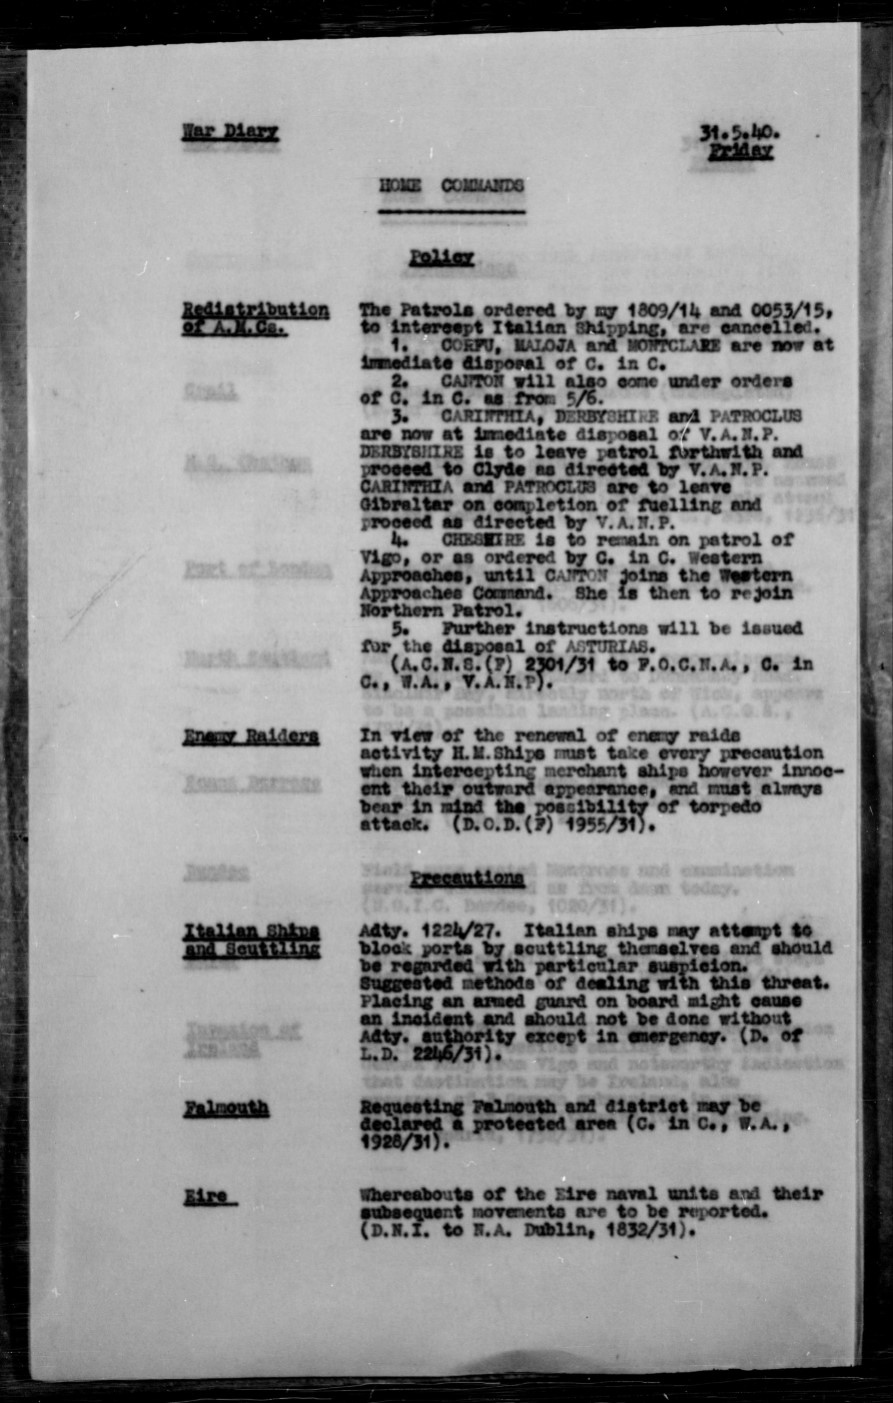 War Diary
31.5.40.
Friday
HOME COMMANDS
Policy
Redistribution
of A.M.Cs.
The Patrols ordered by my 1809/14 and 0053/15,
to intercept Italian Shipping, are cancelled.
1. CORFU, MALOJA and MONTCLARE are now at
immediate disposal of C. in C.
2. CANTON will also come under orders
of C. in C. as from 5/6.
3. CARINTHIA, DERBYSHIRE and PATROCLUS
are now at immediate disposal of V.A.N.P.
DERBYSHIRE is to leave patrol forthwith and
proceed to Clyde as directed by V.A.N.P.
CARINTHIA and PATROCLUS are to leave
Gibraltar on completion of fuelling and
proceed as directed by V.A.N.P.
4. CHESHIRE is to remain on patrol of
Vigo, or as ordered by C. in C. Western
Approaches, until CANTON joins the Western
Approaches Command. She is then to rejoin
Northern Patrol.
5. Further instructions will be issued
for the disposal of ASTURIAS.
(A.C.N.S.(F) 2301/31 to F.O.C.N.A., C. in
C., W.A., V.A.N.P).
Enemy Raiders
In view of the renewal of enemy raids
activity H.M.Ships must take every precaution
when intercepting merchant ships however innoc-
ent their outward appearance, and must always
bear in mind the possibility of torpedo
attack. (D.O.D.(F) 1955/31).
Precautions
Italian Ships
and Scuttling
Adty. 1224/27. Italian ships may attempt to
block ports by scuttling themselves and should
be regarded with particular suspicion.
Suggested methods of dealing with this threat.
Placing an armed guard on board might cause
an incident and should not be done without
Adty. authority except in emergency. (D. of
L.D. 2246/31).
Falmouth
Requesting Falmouth and district may be
declared a protected area (C. in C., W.A.,
1928/31).
Eire
Whereabouts of the Eire naval units and their
subsequent movements are to be reported.
(D.N.I. to N.A. Dublin, 1832/31).